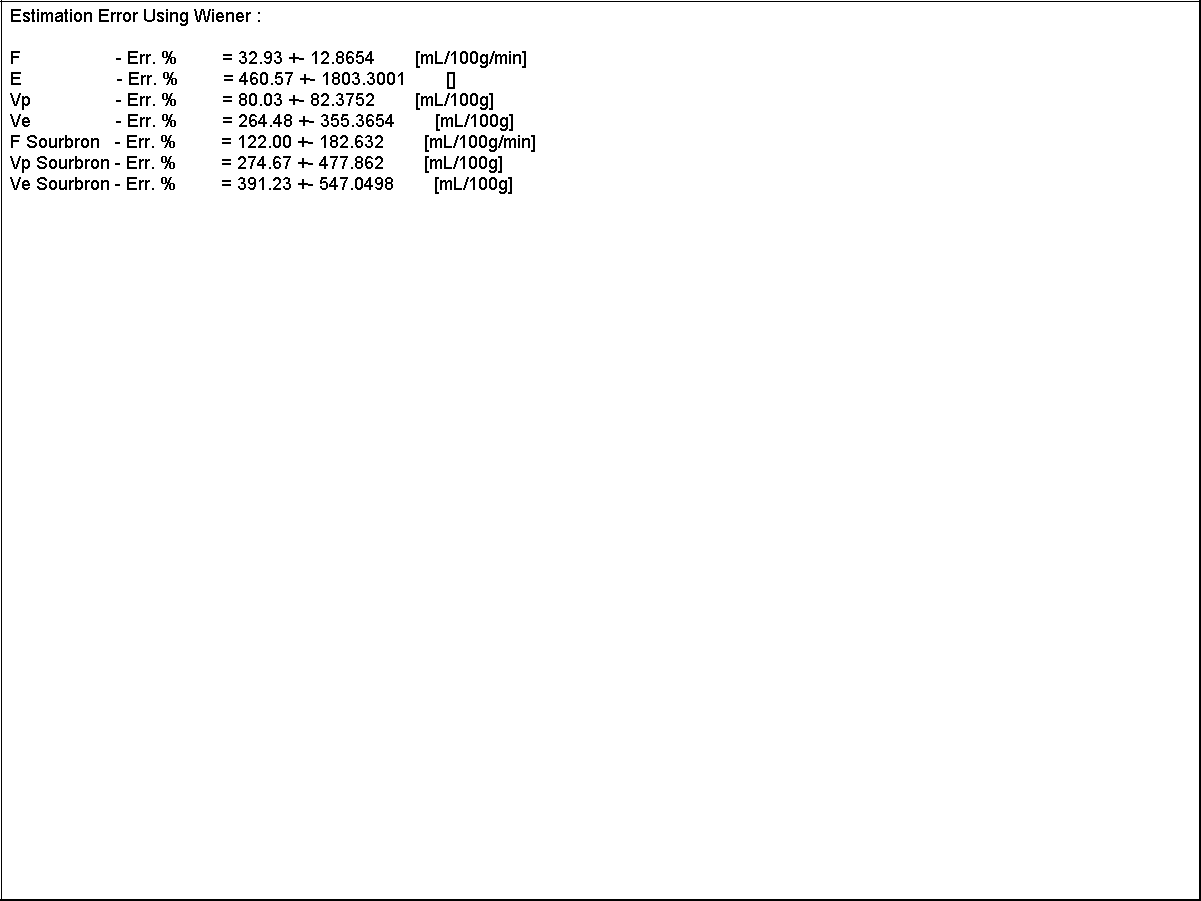 Estimation Error Using Wiener :
F - Err. % = 32.93 +- 12.8654 [mL/100g/min]
E - Err. % = 460.57 +- 1803.3001 []
Vp - Err. % = 80.03 +- 82.3752 [mL/100g]
Ve - Err. % = 264.48 +- 355.3654 [mL/100g]
F Sourbron - Err. % = 122.00 +- 182.632 [mL/100g/min]
Vp Sourbron - Err. % = 274.67 +- 477.862 [mL/100g]
Ve Sourbron - Err. % = 391.23 +- 547.0498 [mL/100g]